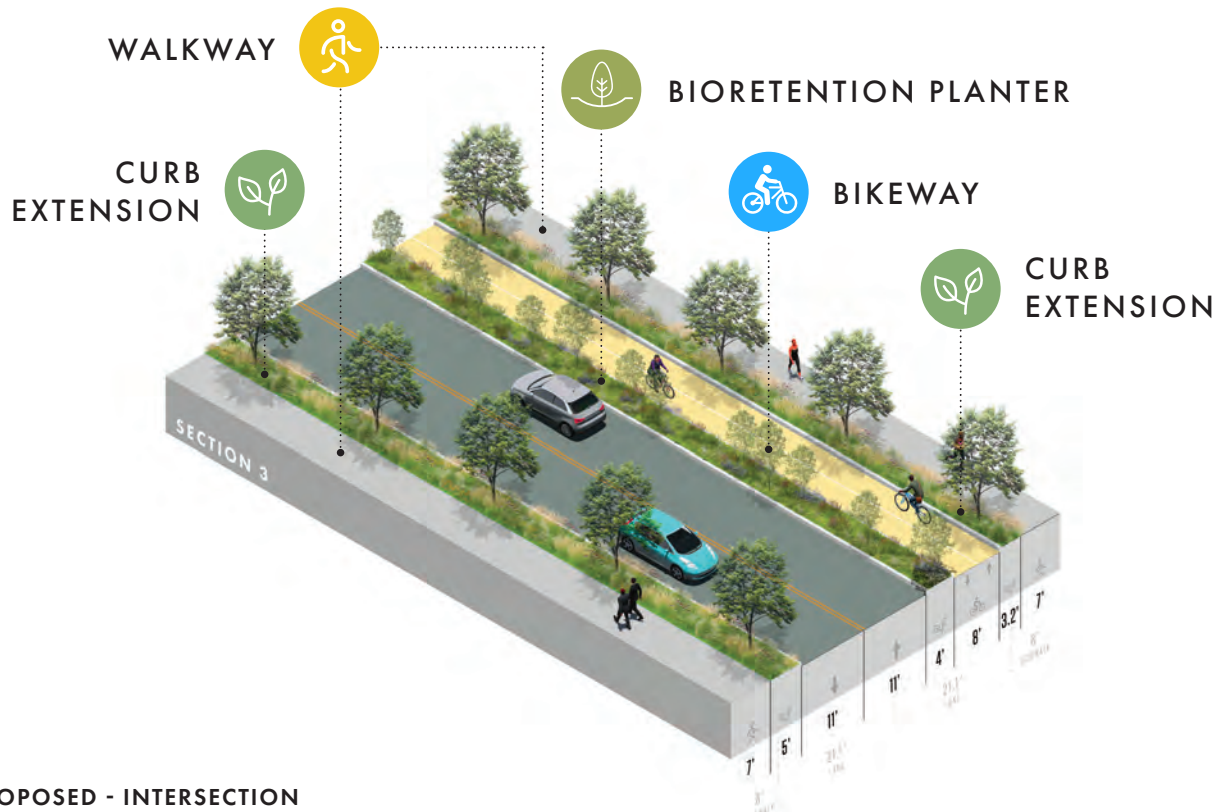 WALKWAY
BIORETENTION PLANTER
CURB
EXTENSION
BIKEWAY
CURB
EXTENSION
SECTION 3
7'
5'
11'
11'
4'
8'
3.2'
7'
OPOSED - INTERSECTION